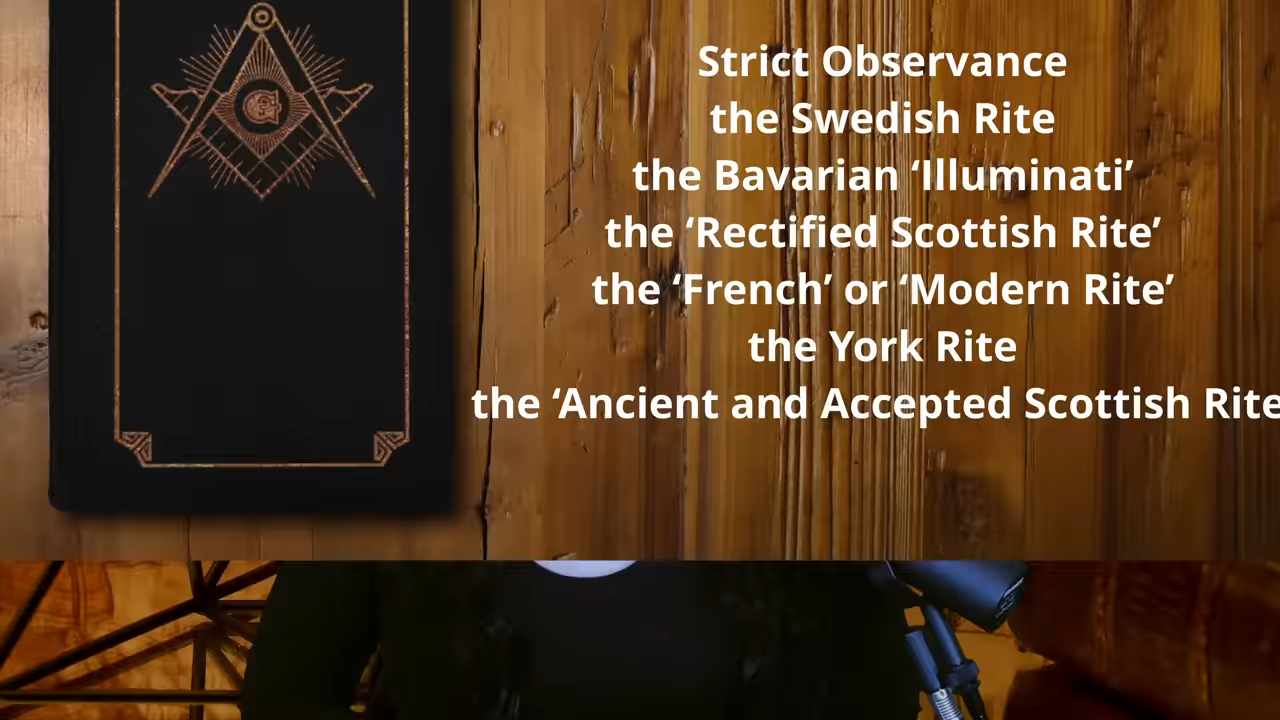 G
Strict Observance
the Swedish Rite
the Bavarian ‘Illuminati’
the ‘Rectified Scottish Rite’
the ‘French’ or ‘Modern Rite’
the York Rite
the ‘Ancient and Accepted Scottish Rite